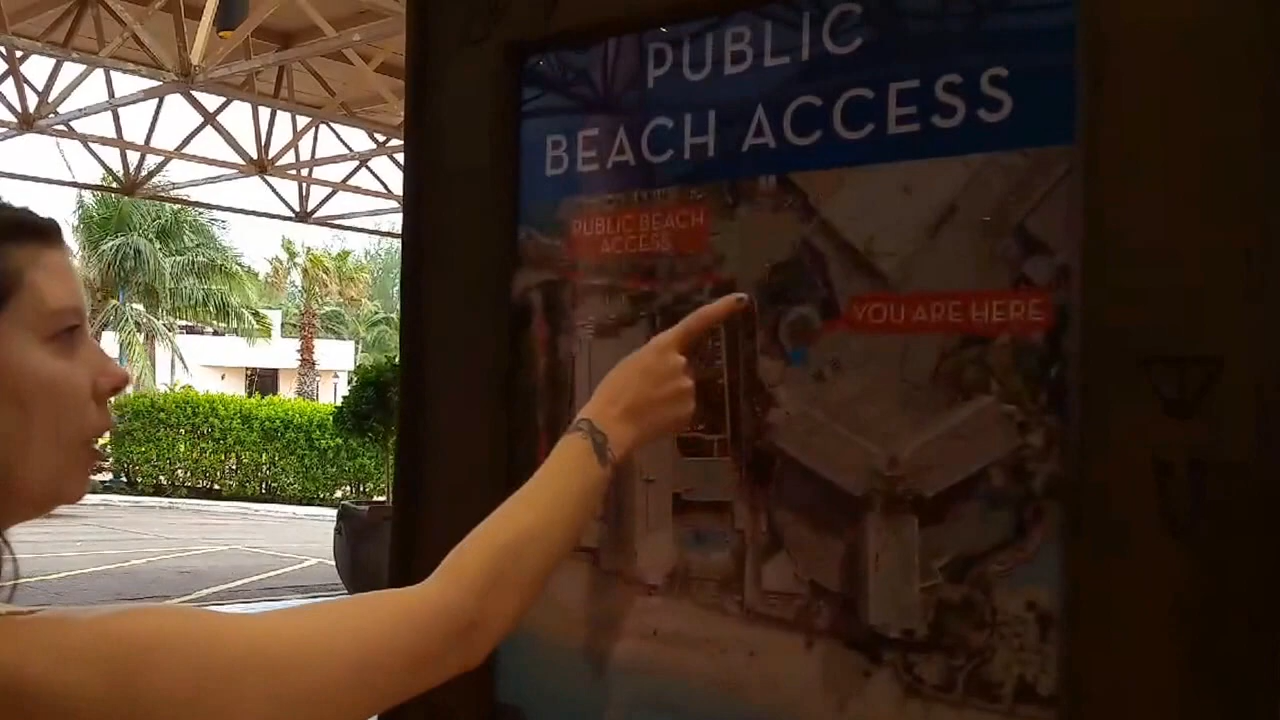 PUBLIC
BEACH ACCESS
PUBLIC BEACH
ACCESS
YOU ARE HERE